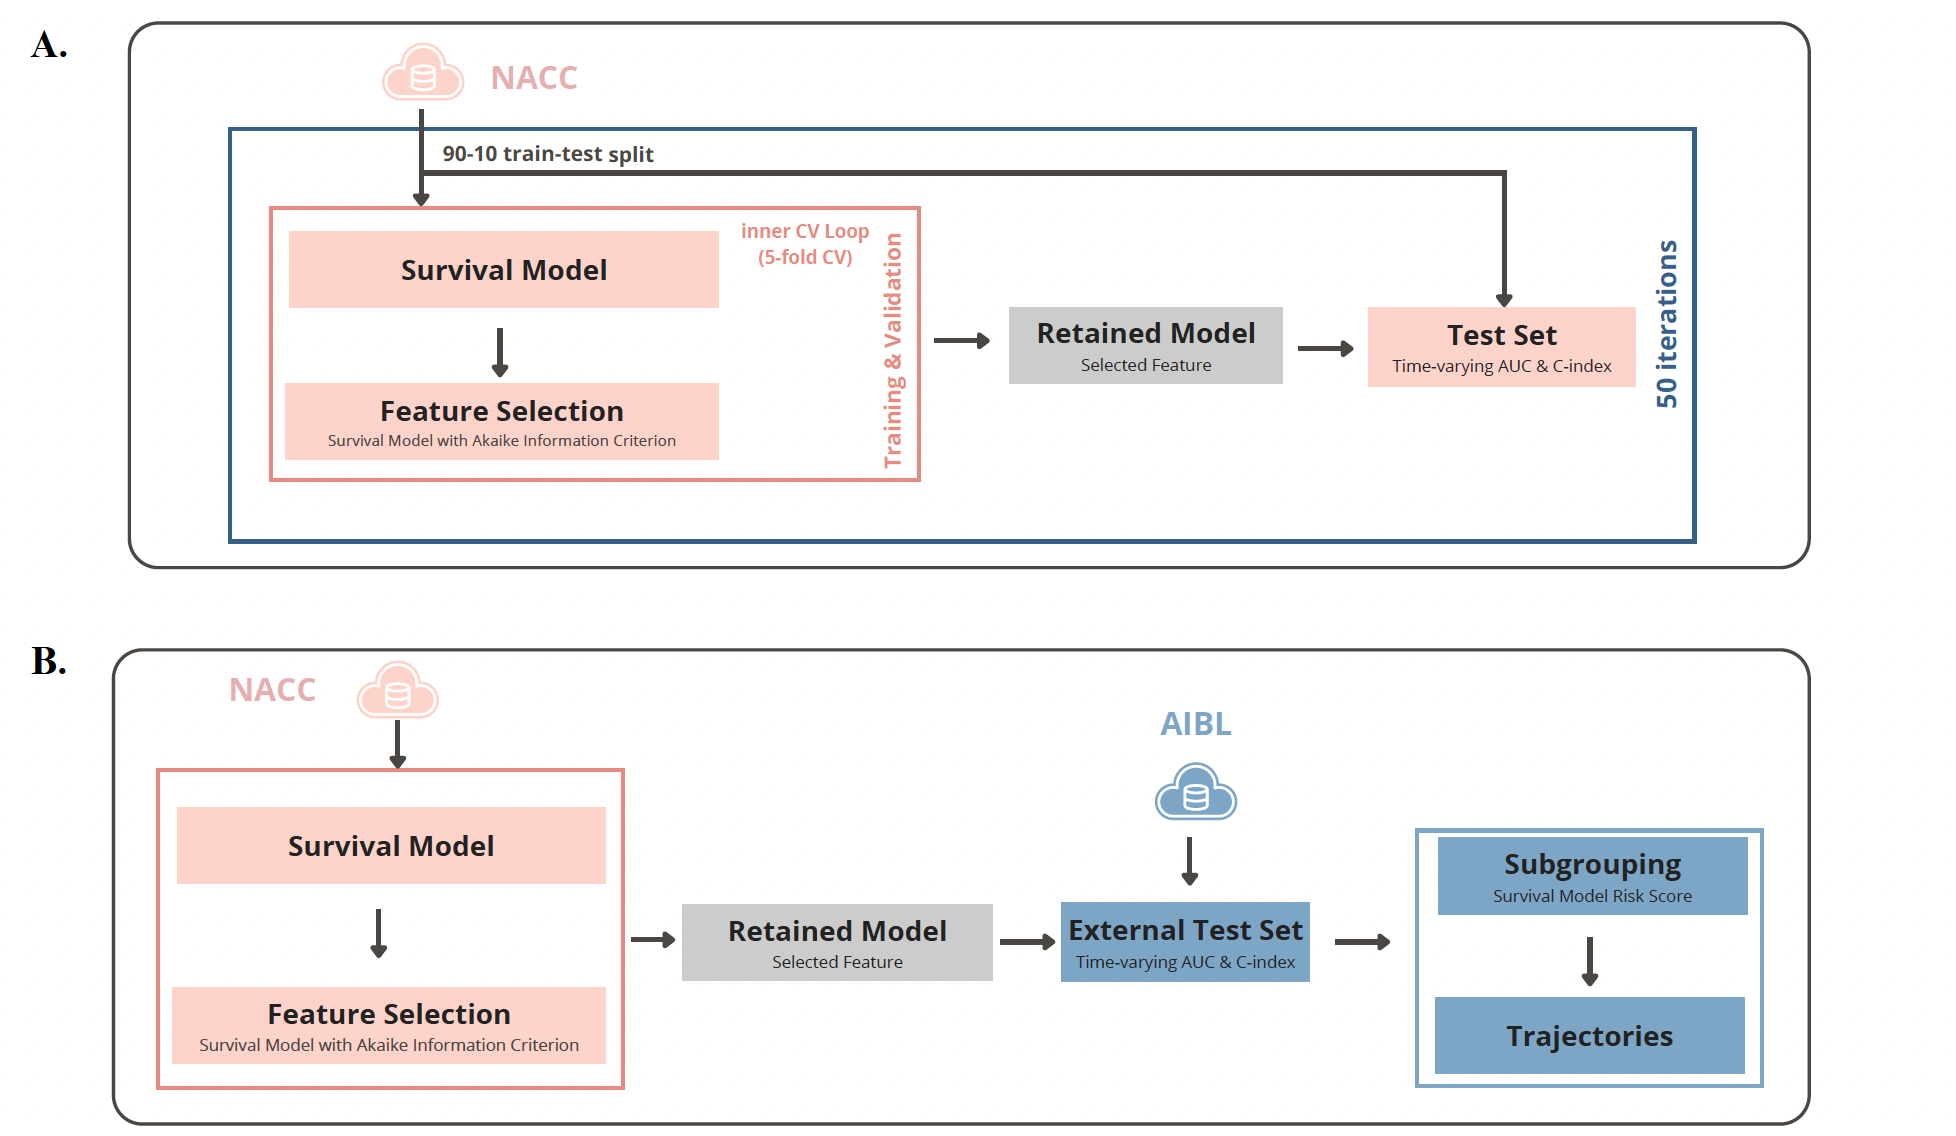 A.
NACC
90-10 train-test split
inner CV Loop
(5-fold CV)
Training & Validation
Survival Model
Feature Selection
Survival Model with Akaike Information Criterion
Retained Model
Selected Feature
Test Set
Time-varying AUC & C-index
50 iterations
B.
NACC
Survival Model
Feature Selection
Survival Model with Akaike Information Criterion
Retained Model
Selected Feature
AIBL
External Test Set
Time-varying AUC & C-index
Subgrouping
Survival Model Risk Score
Trajectories